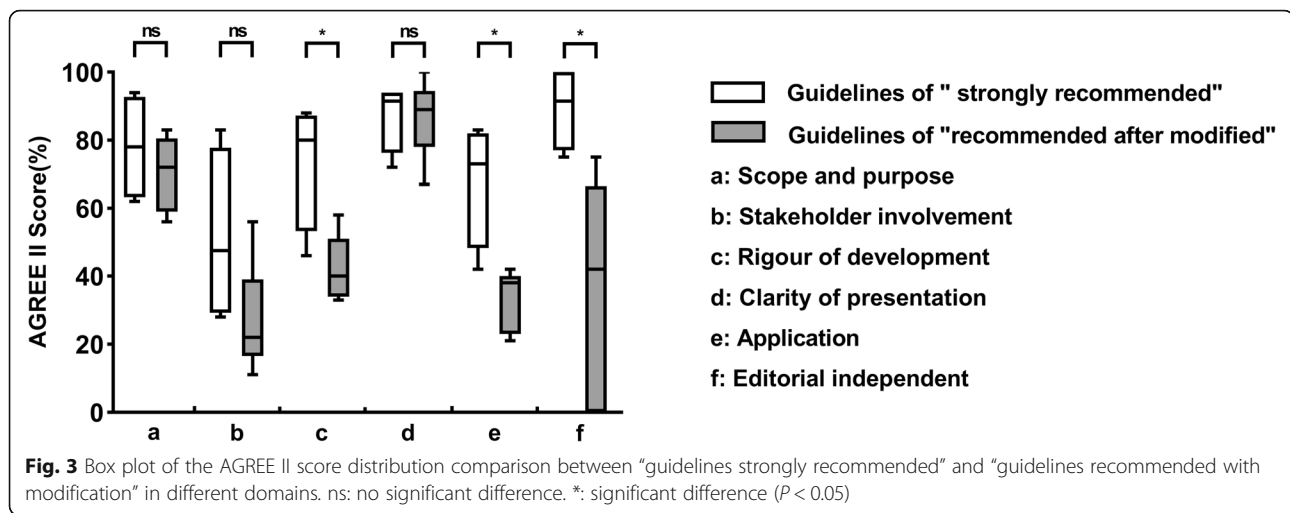 ns ns * ns * *
100
80
60
40
20
0
AGREE II Score(%)
a b c d e f
Guidelines of " strongly recommended"
Guidelines of "recommended after modified"
a: Scope and purpose
b: Stakeholder involvement
c: Rigour of development
d: Clarity of presentation
e: Application
f: Editorial independent
Fig. 3 Box plot of the AGREE II score distribution comparison between “guidelines strongly recommended” and “guidelines recommended with
modification” in different domains. ns: no significant difference. *: significant difference (P < 0.05)